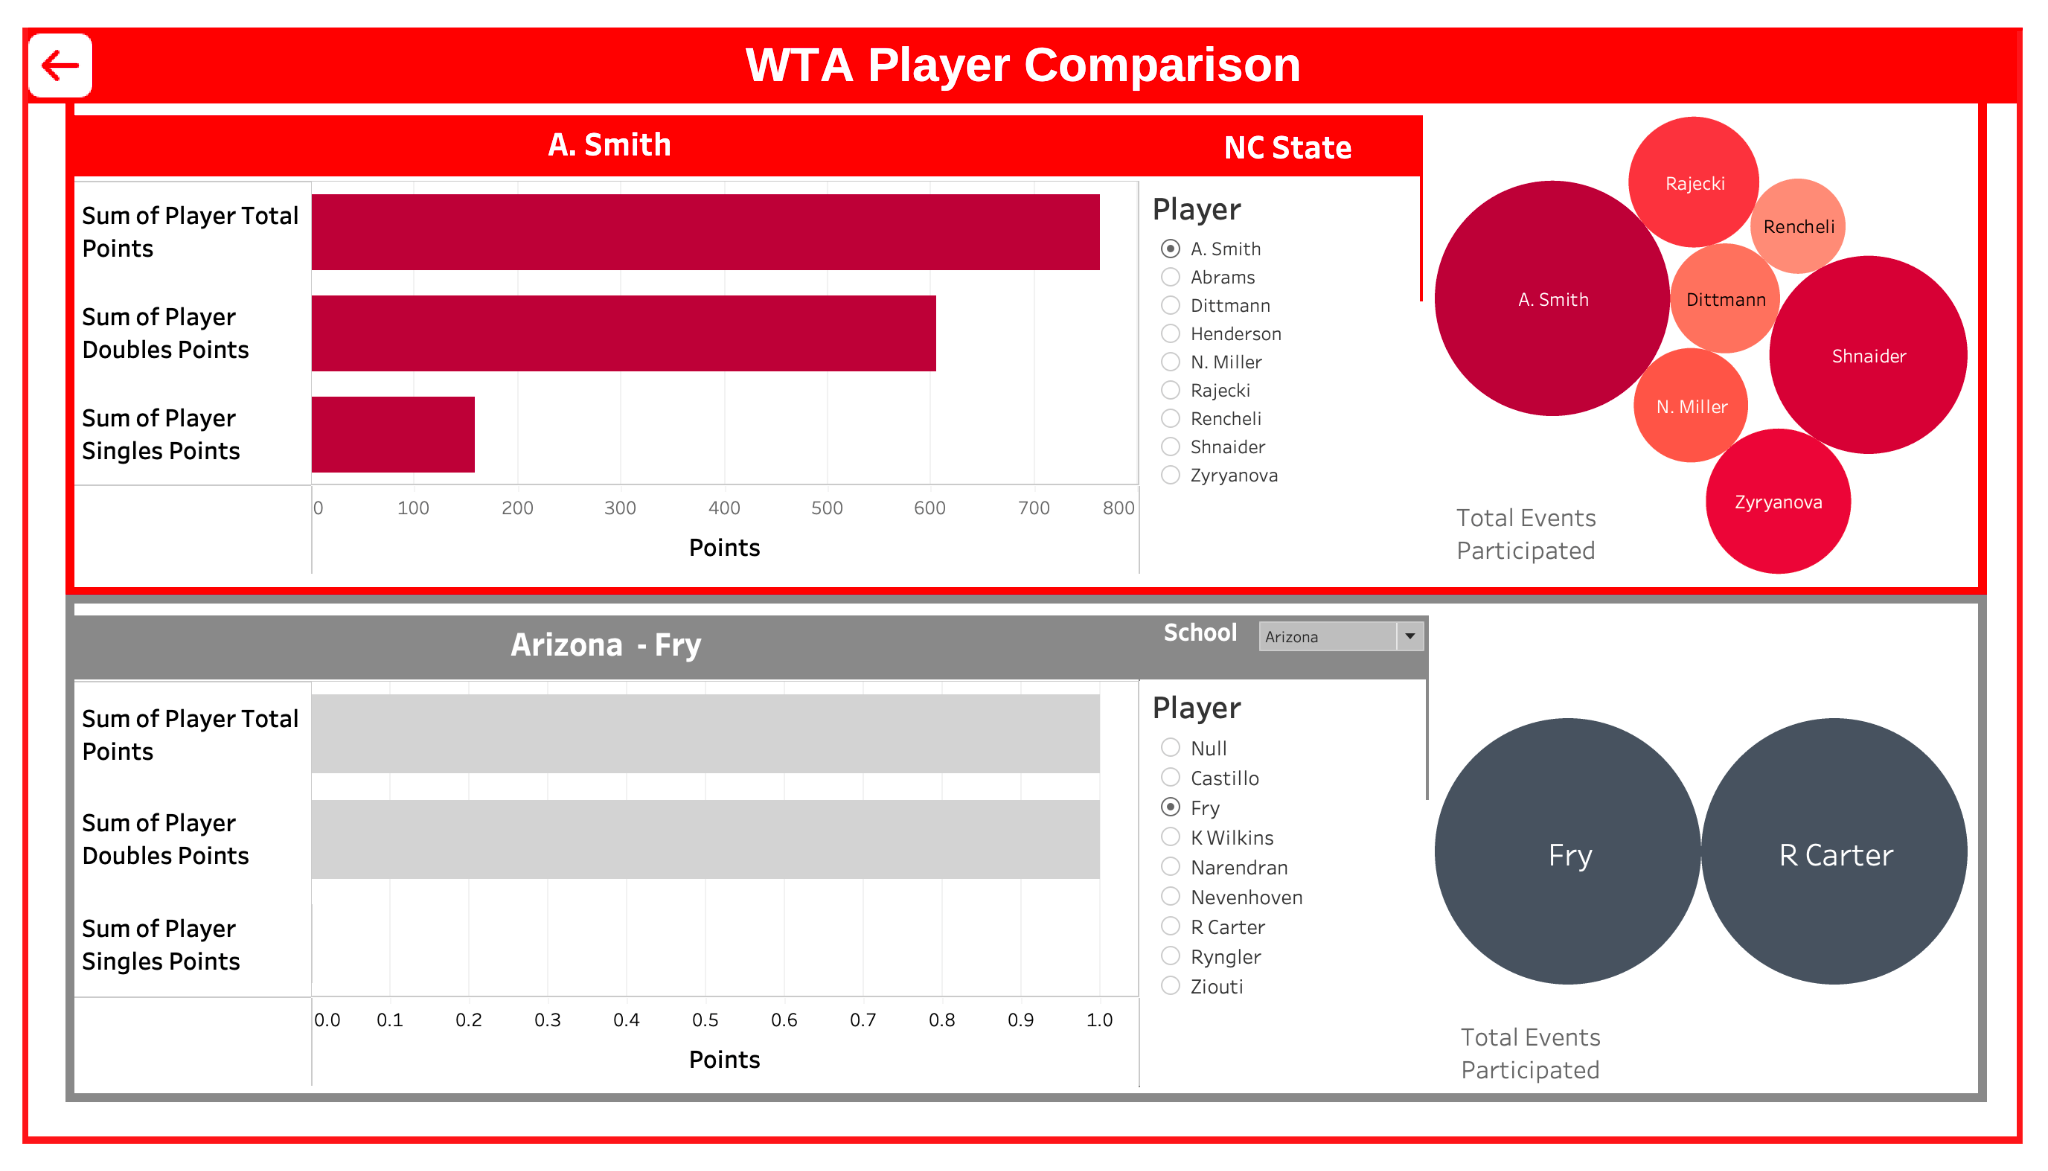 WTA Player Comparison
A. Smith
NC State
Sum of Player Total
Points
Sum of Player
Doubles Points
Sum of Player
Singles Points
0 100 200 300 400 500 600 700 800
Points
Player
A. Smith
Abrams
Dittmann
Henderson
N. Miller
Rajecki
Rencheli
Shnaider
Zyryanova
Rajecki
Rencheli
A. Smith
Dittmann
Shnaider
N. Miller
Zyryanova
Total Events
Participated
Arizona - Fry
School
Arizona
Sum of Player Total
Points
Sum of Player
Doubles Points
Sum of Player
Singles Points
0.0 0.1 0.2 0.3 0.4 0.5 0.6 0.7 0.8 0.9 1.0
Points
Player
Null
Castillo
Fry
K Wilkins
Narendran
Nevenhoven
R Carter
Ryngler
Ziouti
Fry
R Carter
Total Events
Participated